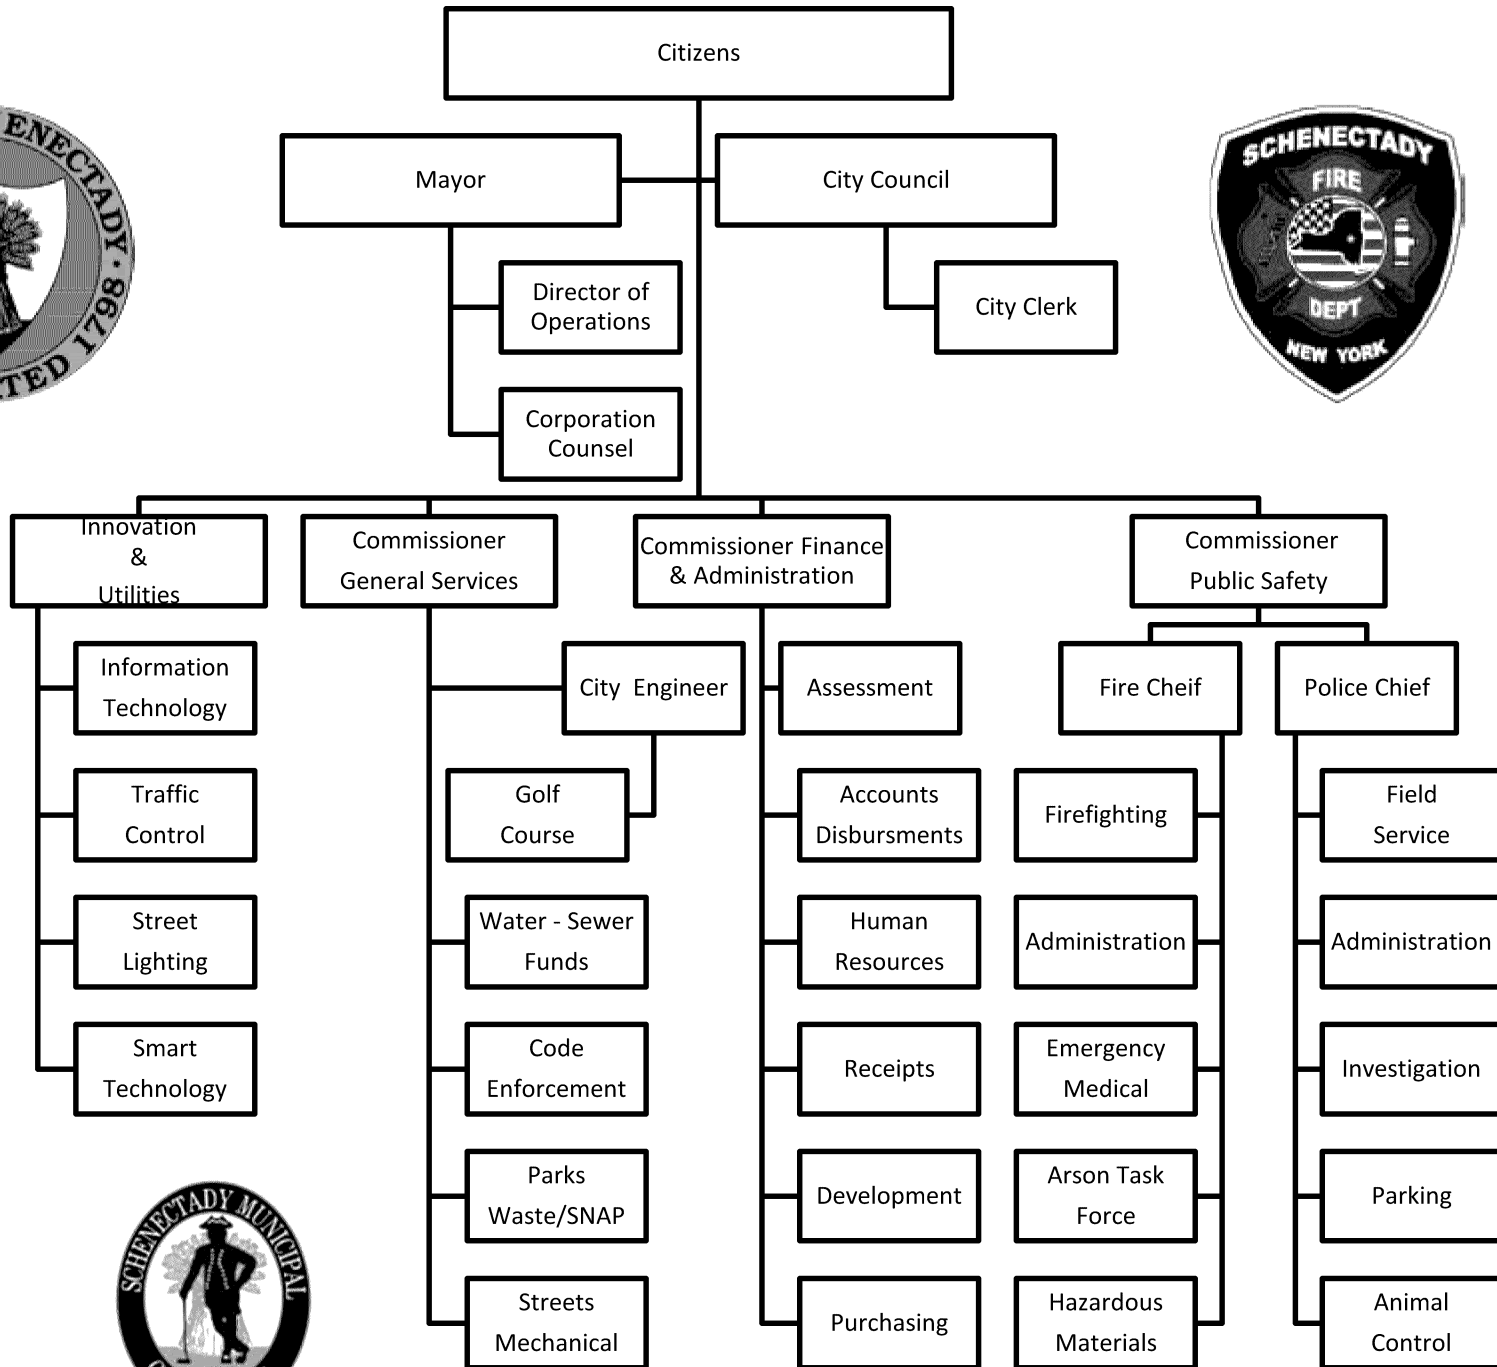 Citizens
Mayor
City Council
Director of
Operations
City Clerk
Corporation
Counsel
ENECTADY · 
TED 1798
SCHENECTADY
FIRE
DEPT
NEW YORK
Innovation
&
Utilities
Commissioner
General Services
Commissioner Finance
& Administration
Commissioner
Public Safety
Information
Technology
City  Engineer
Assessment
Fire Cheif
Police Chief
Traffic
Control
Golf
Course
Accounts
Disbursments
Firefighting
Field
Service
Street
Lighting
Water - Sewer
Funds
Human
Resources
Administration
Administration
Smart
Technology
Code
Enforcement
Receipts
Emergency
Medical
Investigation
Parks
Waste/SNAP
Development
Arson Task
Force
Parking
Streets
Mechanical
Purchasing
Hazardous
Materials
Animal
Control
SCHENECTADY MUNICIPAL